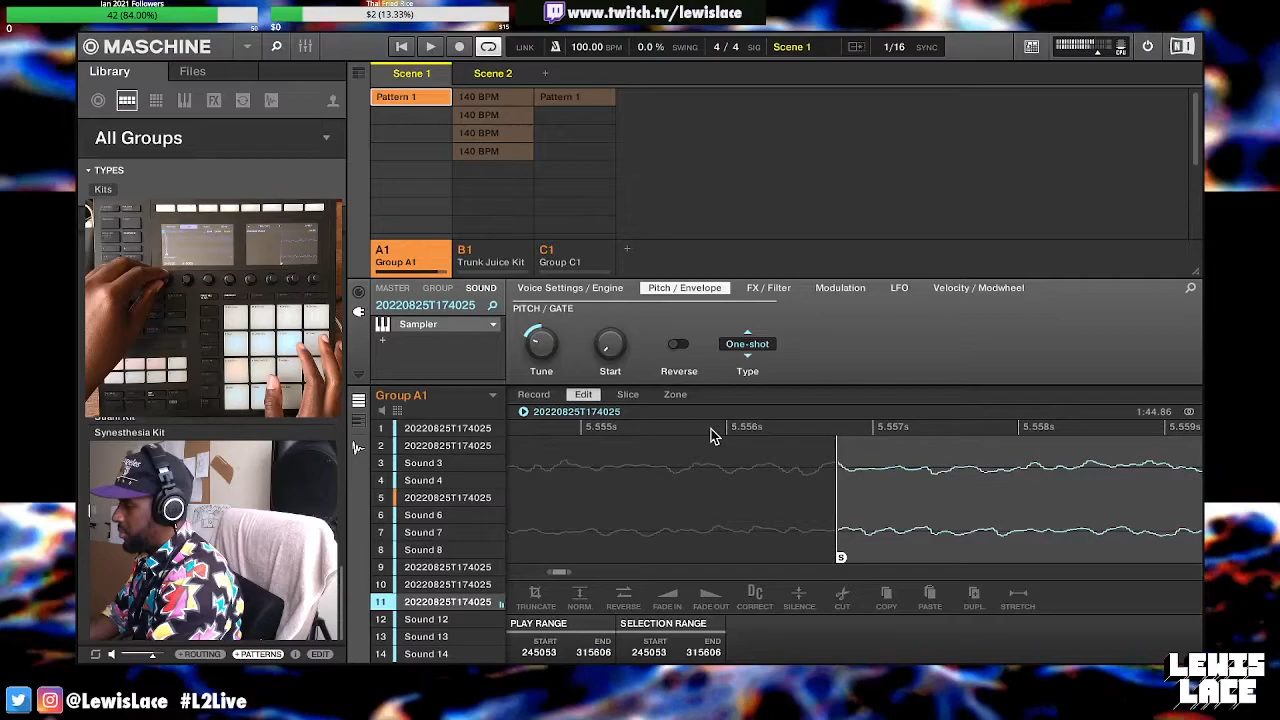 Jan 2021 Followers
42 (84.00%)
0
50
Thai Fried Rice
$2 (13.33%)
$0
$15
www.twitch.tv/lewislace
MASCHINE
LINK
100.00 BPM
0.0 % SWING
4 / 4 SIG
Scene 1
1/16 SYNC
Library
Files
Scene 1
Scene 2
+
Pattern 1
140 BPM
Pattern 1
140 BPM
140 BPM
140 BPM
All Groups
TYPES
Kits
A1
Group A1
B1
Trunk Juice Kit
C1
Group C1
+
MASTER GROUP SOUND
Voice Settings / Engine
Pitch / Envelope
FX / Filter
Modulation
LFO
Velocity / Modwheel
20220825T174025
PITCH / GATE
Sampler
+
One-shot
Tune
Start
Reverse
Type
Group A1
Record
Edit
Slice
Zone
20220825T174025
1:44.86
5.555s
5.556s
5.557s
5.558s
5.559s
1 20220825T174025
2 20220825T174025
3 Sound 3
4 Sound 4
5 20220825T174025
6 Sound 6
7 Sound 7
8 Sound 8
9 20220825T174025
10 20220825T174025
11 20220825T174025
12 Sound 12
13 Sound 13
14 Sound 14
Synesthesia Kit
S
TRUNCATE
NORM.
REVERSE
FADE IN
FADE OUT
CORRECT
SILENCE
CUT
COPY
PASTE
DUPL.
STRETCH
PLAY RANGE
SELECTION RANGE
START
END
START
END
245053
315606
245053
315606
+ROUTING
+PATTERNS
EDIT
@LewisLace #L2Live
LEWIS
LACE